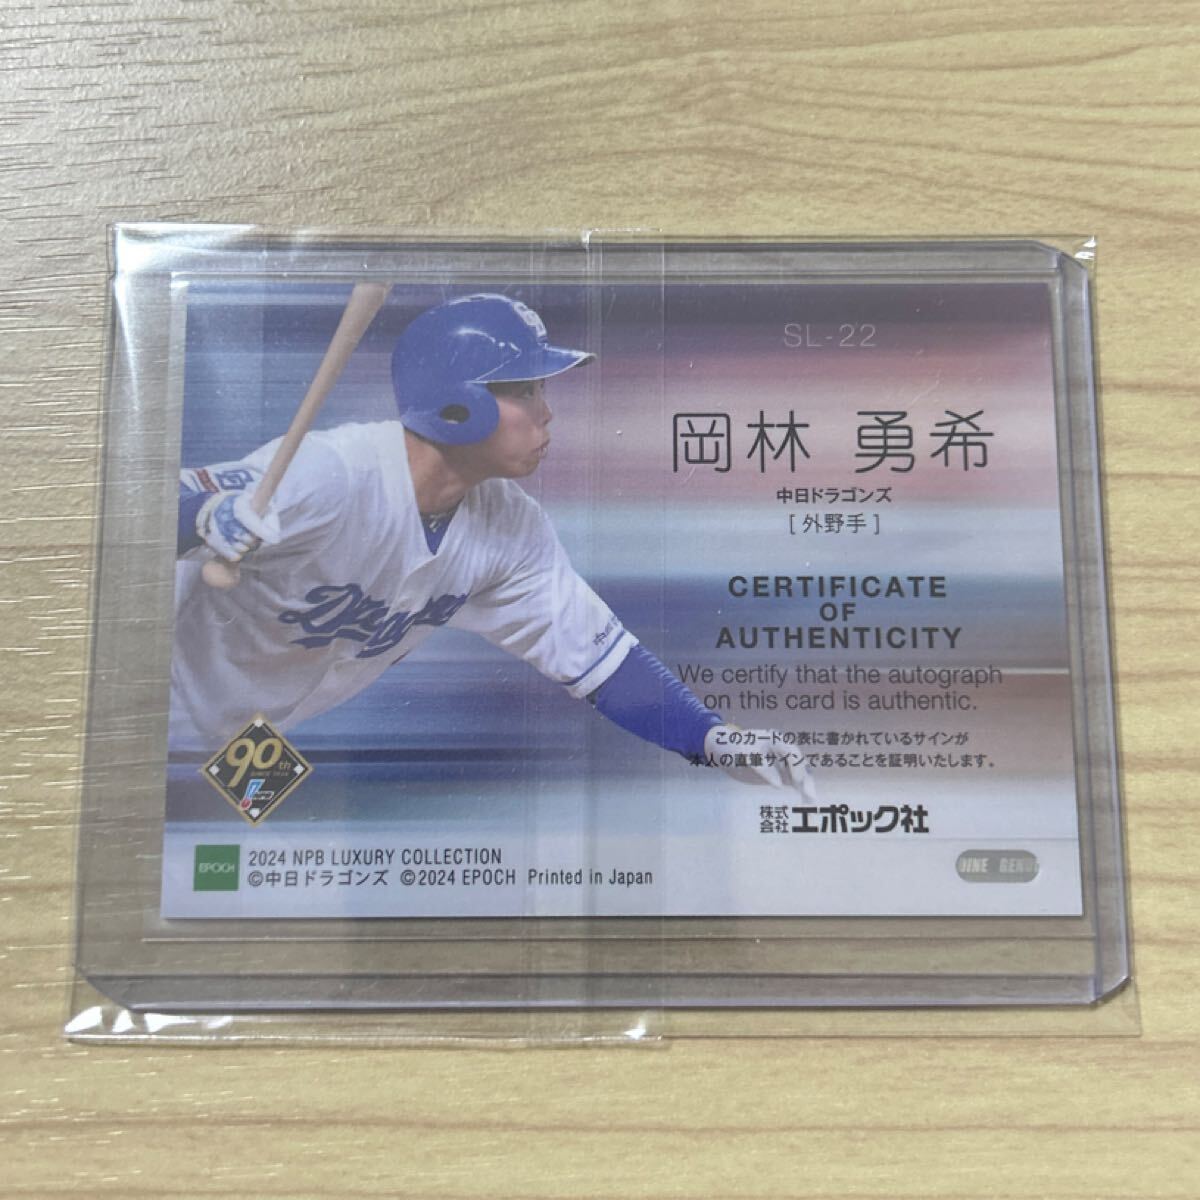 SL-22
岡林 勇希
中日ドラゴンズ
[外野手]
CERTIFICATE
OF
AUTHENTICITY
We certify that the autograph
on this card is authentic.
このカードの表に書かれているサインが
本人の直筆サインであることを証明いたします。
株式会社エポック社
Dragons
90th
SINCE 1936
EPOCH
2024 NPB LUXURY COLLECTION
©中日ドラゴンズ ©2024 EPOCH Printed in Japan